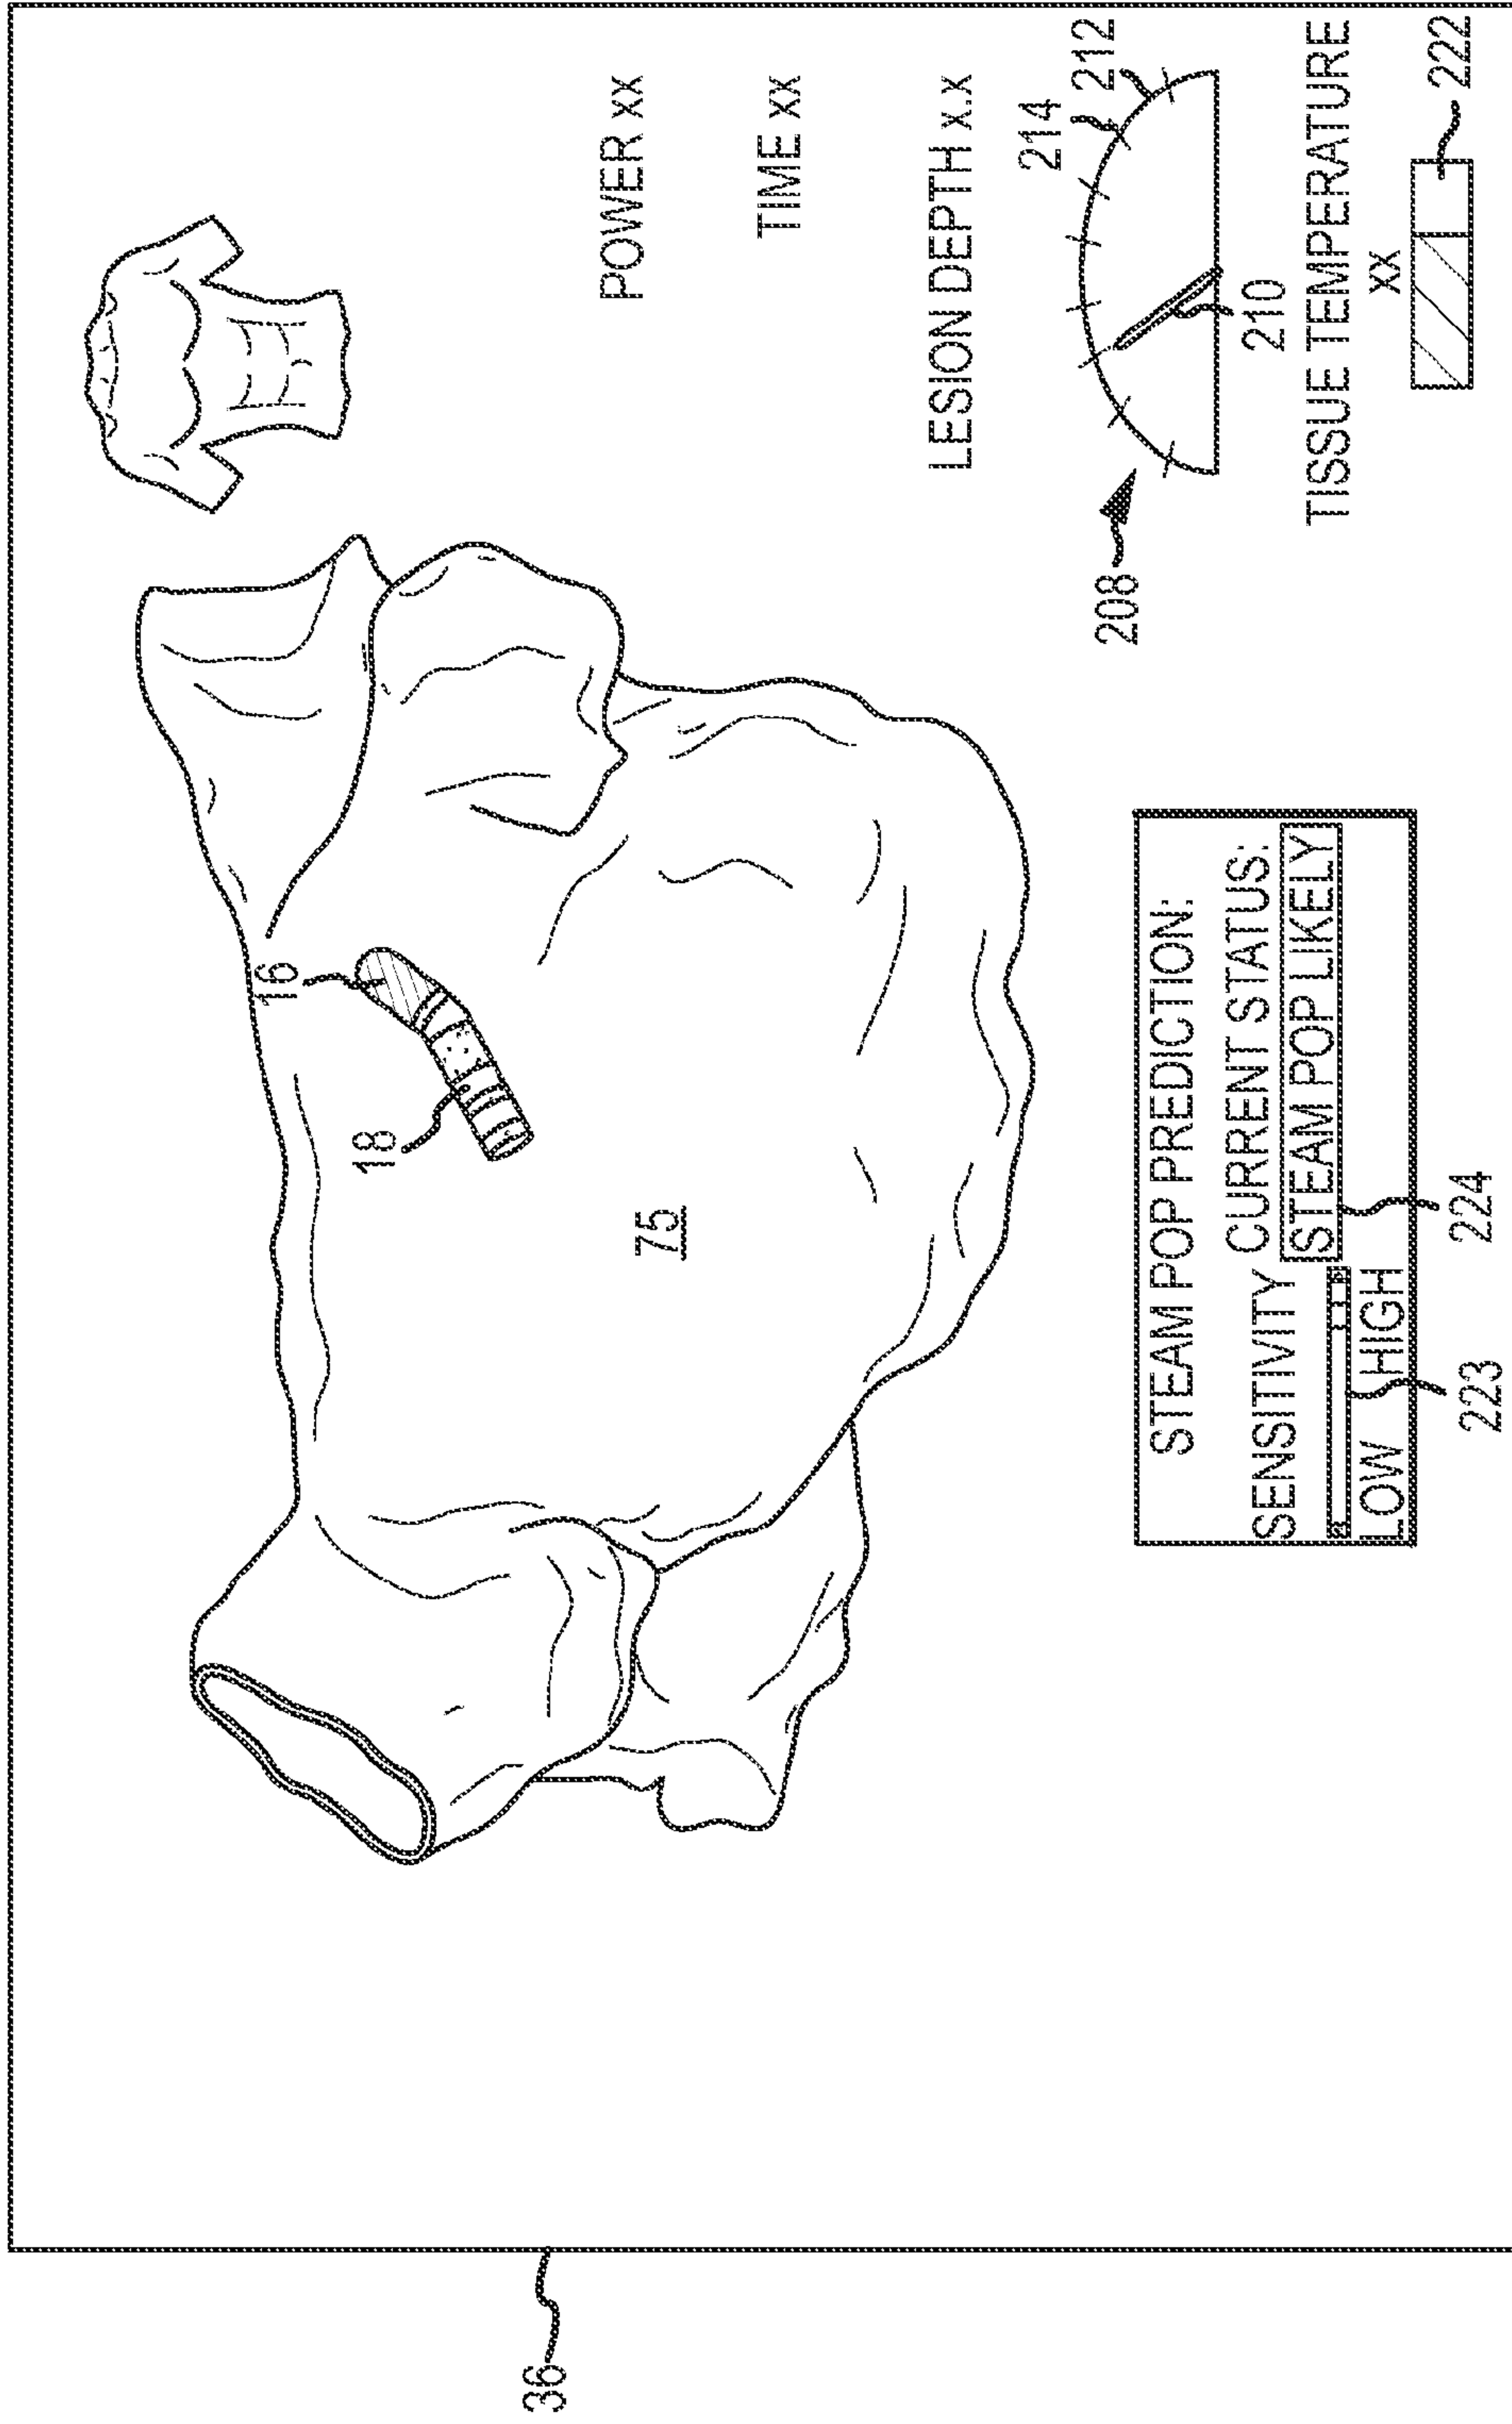 36
16
18
75
POWER xx
TIME xx
LESION DEPTH x.x
214
212
208
210
TISSUE TEMPERATURE
xx
222
STEAM POP PREDICTION:
SENSITIVITY CURRENT STATUS:
STEAM POP LIKELY
LOW HIGH
223
224